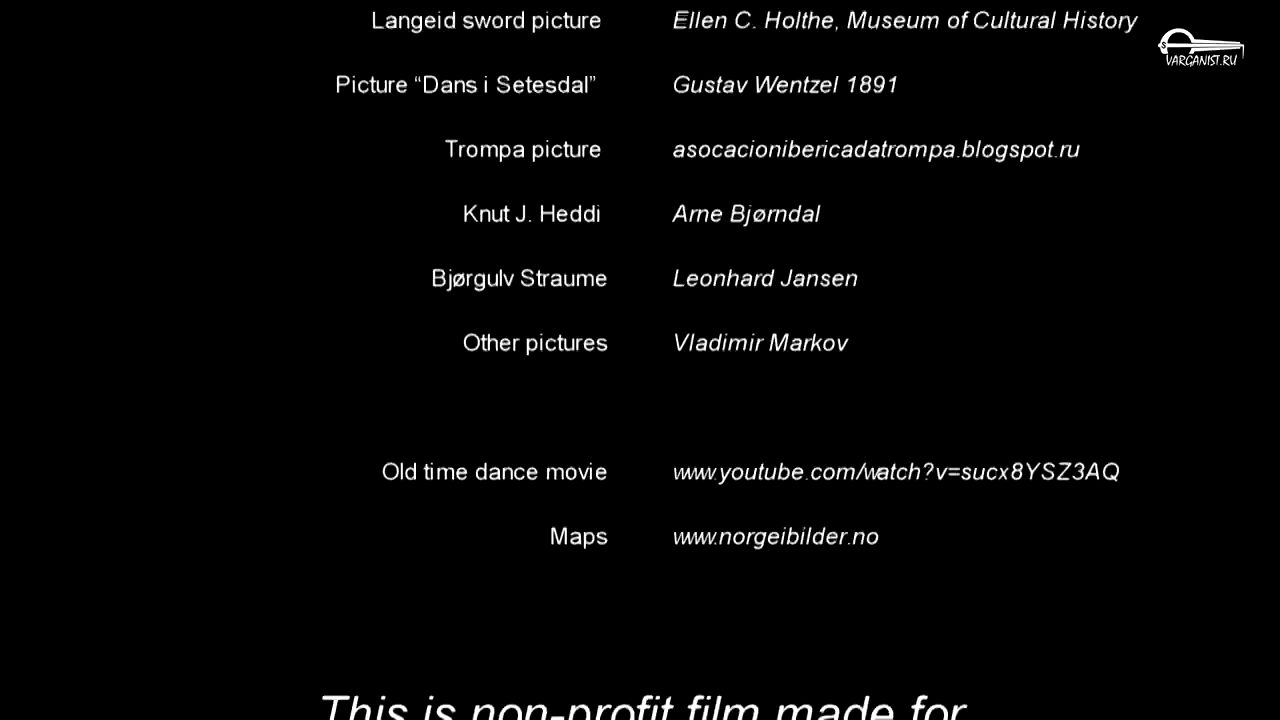 Langeid sword picture Ellen C. Holthe, Museum of Cultural History
VARGANIST.RU
Picture “Dans i Setesdal” Gustav Wentzel 1891
Trompa picture asocacionibericadatrompa.blogspot.ru
Knut J. Heddi Arne Bjørndal
Bjørgulv Straume Leonhard Jansen
Other pictures Vladimir Markov
Old time dance movie www.youtube.com/watch?v=sucx8YSZ3AQ
Maps www.norgeibilder.no
This is non-profit film made for